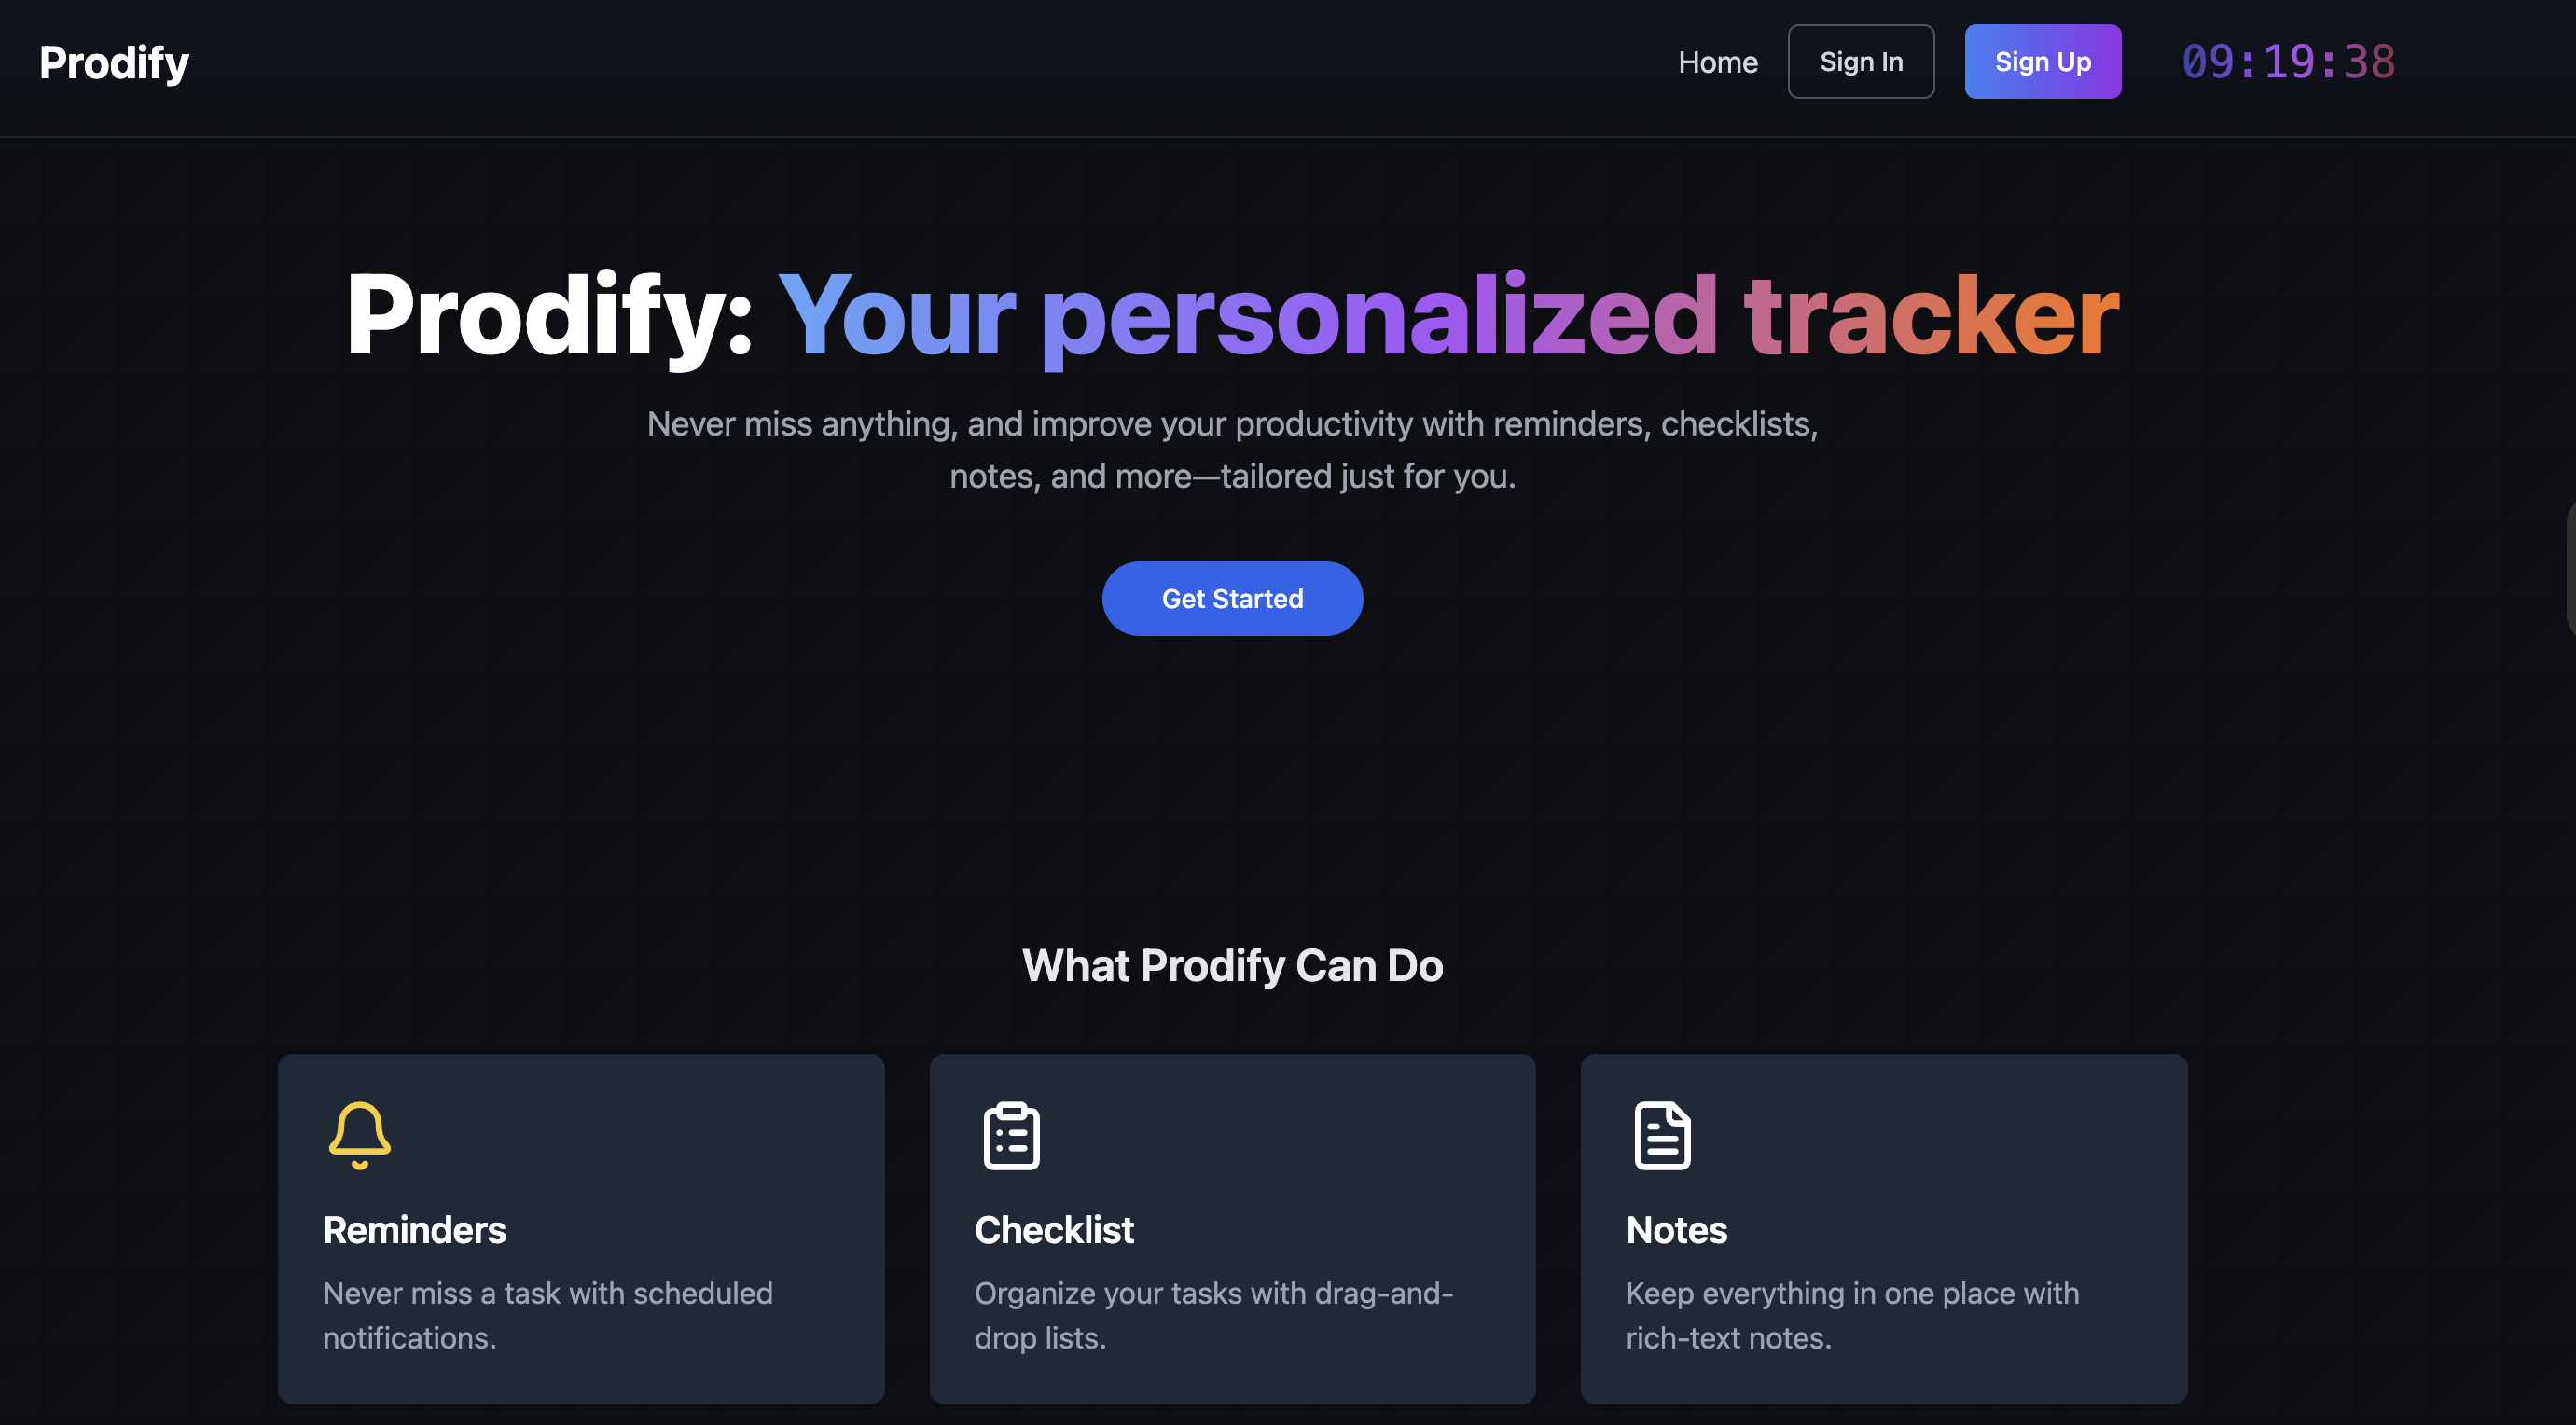 Prodify
Home
Sign In
Sign Up
09:19:38
Prodify: Your personalized tracker
Never miss anything, and improve your productivity with reminders, checklists,
notes, and more—tailored just for you.
Get Started
What Prodify Can Do
Reminders
Never miss a task with scheduled
notifications.
Checklist
Organize your tasks with drag-and-
drop lists.
Notes
Keep everything in one place with
rich-text notes.